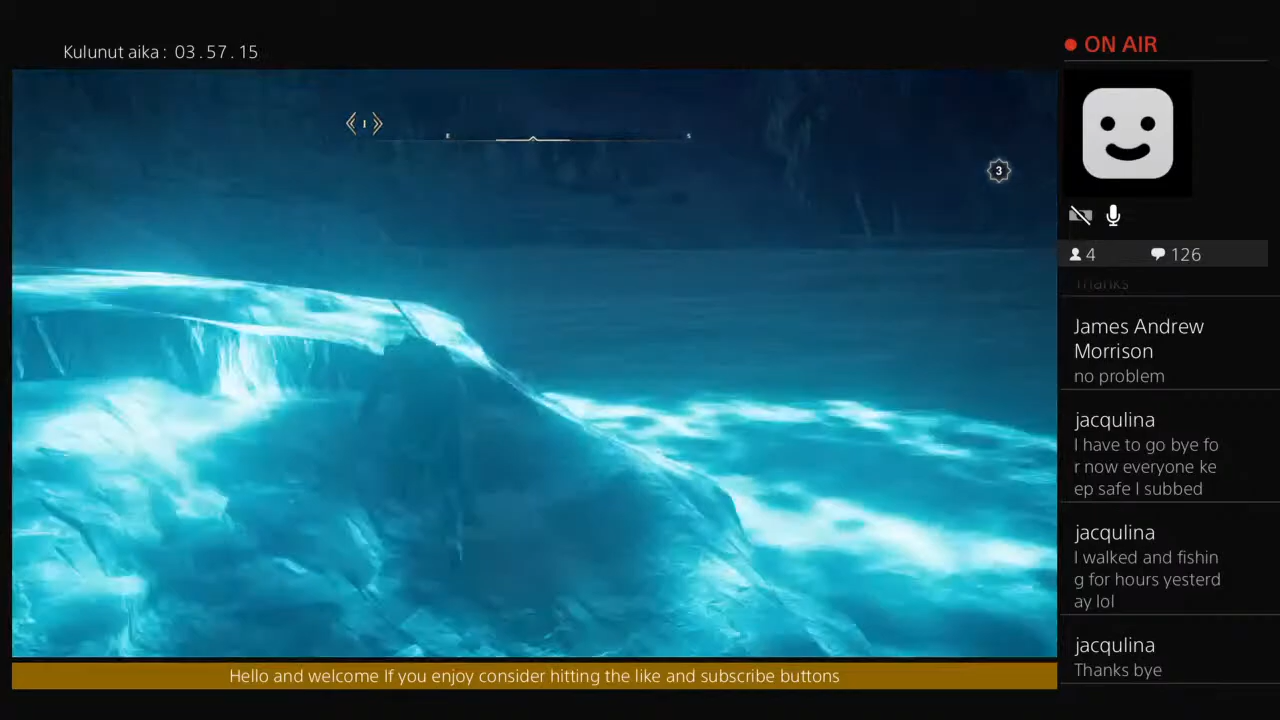 Kulunut aika: 03.57.15
ON AIR
I
E
S
3
4
126
Thanks
James Andrew
Morrison
no problem
jacqulina
I have to go bye fo
r now everyone ke
ep safe I subbed
jacqulina
I walked and fishin
g for hours yesterd
ay lol
jacqulina
Thanks bye
Hello and welcome If you enjoy consider hitting the like and subscribe buttons